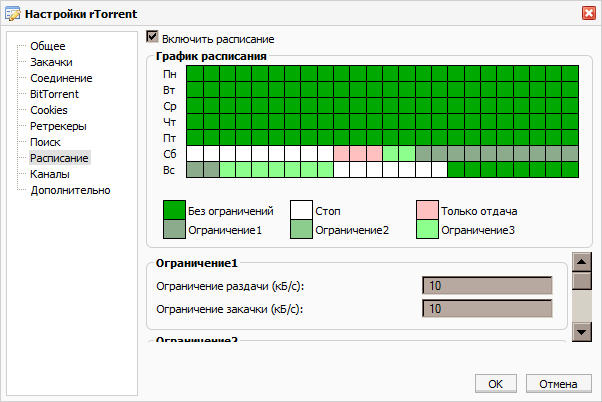 Настройки rTorrent
Общее
Закачки
Соединение
BitTorrent
Cookies
Ретрекеры
Поиск
Расписание
Каналы
Дополнительно
Включить расписание
График расписания
Пн
Вт
Ср
Чт
Пт
Сб
Вс
Без ограничений Стоп Только отдача
Ограничение1 Ограничение2 Ограничение3
Ограничение1
Ограничение раздачи (кБ/с): 10
Ограничение закачки (кБ/с): 10
Ограничение2
OK Отмена